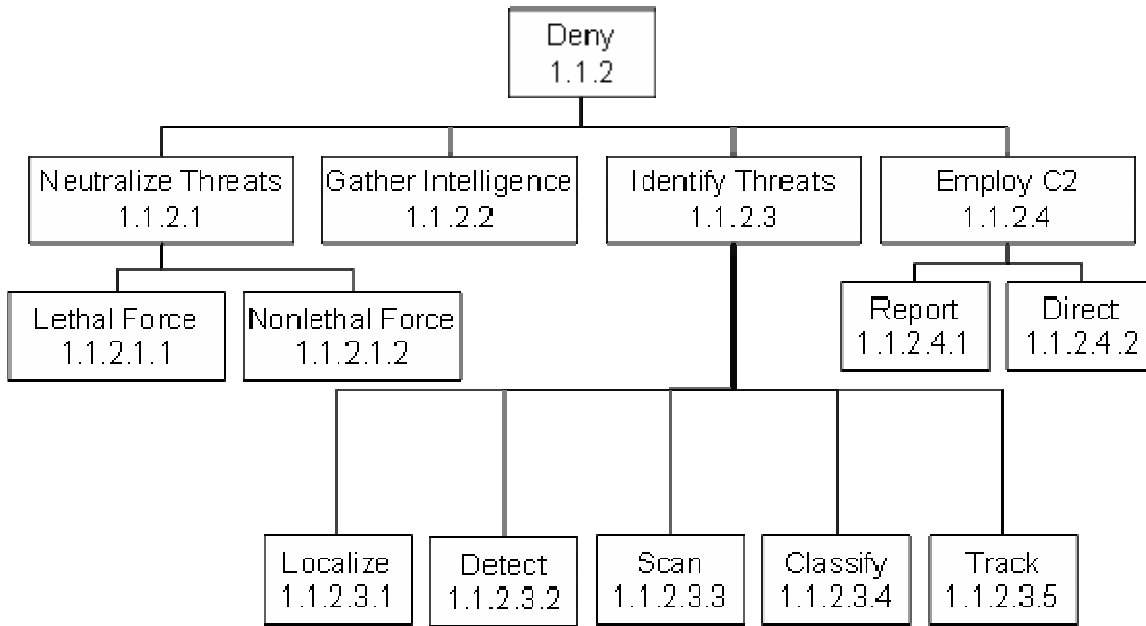 Deny
1.1.2
Neutralize Threats
1.1.2.1
Gather Intelligence
1.1.2.2
Identify Threats
1.1.2.3
Employ C2
1.1.2.4
Lethal Force
1.1.2.1.1
Nonlethal Force
1.1.2.1.2
Report
1.1.2.4.1
Direct
1.1.2.4.2
Localize
1.1.2.3.1
Detect
1.1.2.3.2
Scan
1.1.2.3.3
Classify
1.1.2.3.4
Track
1.1.2.3.5